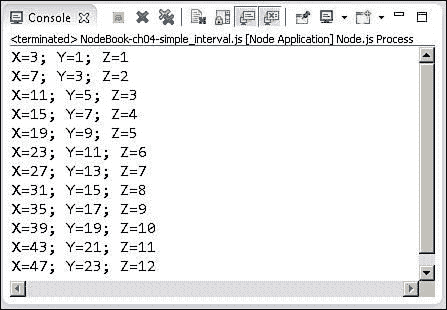 Console
<terminated> NodeBook-ch04-simple_interval.js [Node Application] Node.js Process
X=3; Y=1; Z=1
X=7; Y=3; Z=2
X=11; Y=5; Z=3
X=15; Y=7; Z=4
X=19; Y=9; Z=5
X=23; Y=11; Z=6
X=27; Y=13; Z=7
X=31; Y=15; Z=8
X=35; Y=17; Z=9
X=39; Y=19; Z=10
X=43; Y=21; Z=11
X=47; Y=23; Z=12